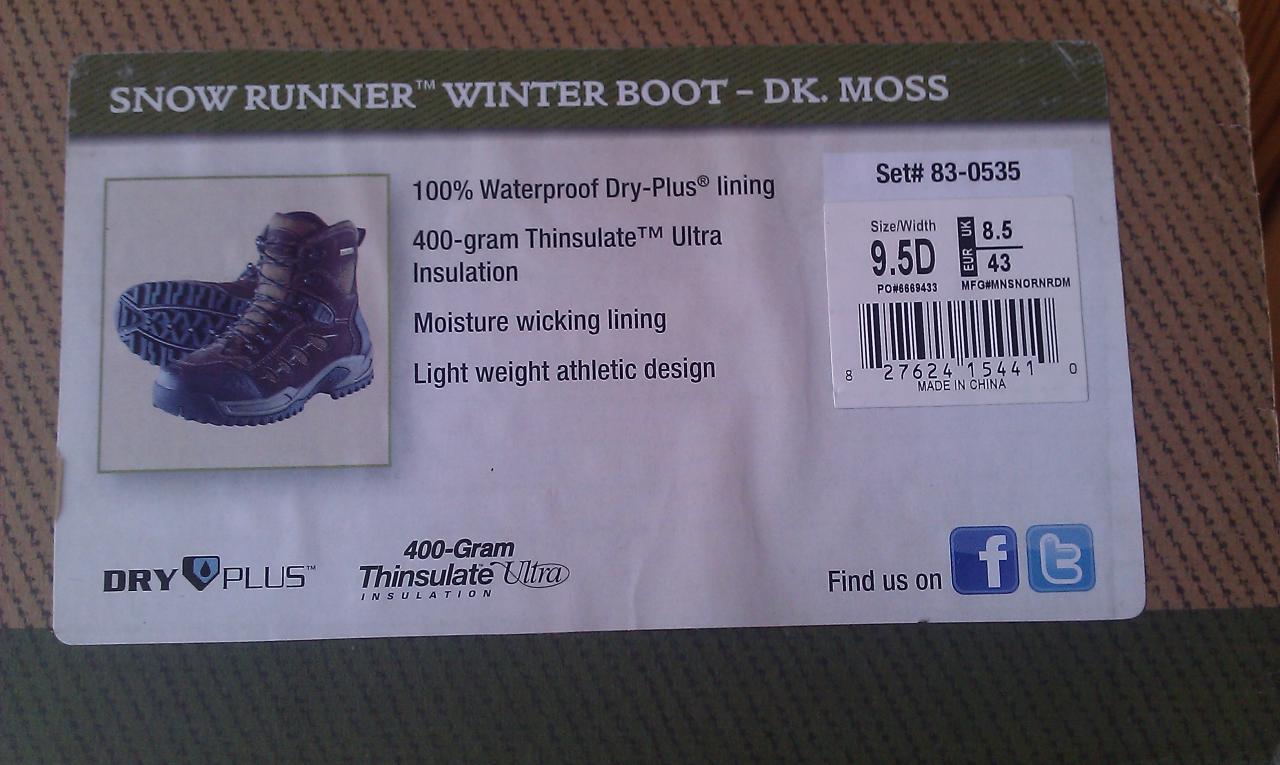 SNOW RUNNER™ WINTER BOOT – DK. MOSS
100% Waterproof Dry-Plus® lining
400-gram Thinsulate™ Ultra
Insulation
Moisture wicking lining
Light weight athletic design
Set# 83-0535
Size/Width
9.5D
UK 8.5
EUR 43
PO#6669433 MFG#MNSNORNRDM
8 27624 15441 0
MADE IN CHINA
DRY PLUS™
400-Gram
Thinsulate™ Ultra
INSULATION
Find us on f t